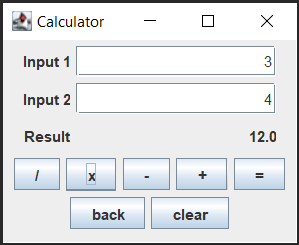 Calculator
Input 1 3
Input 2 4
Result 12.0
/ x - + =
back clear